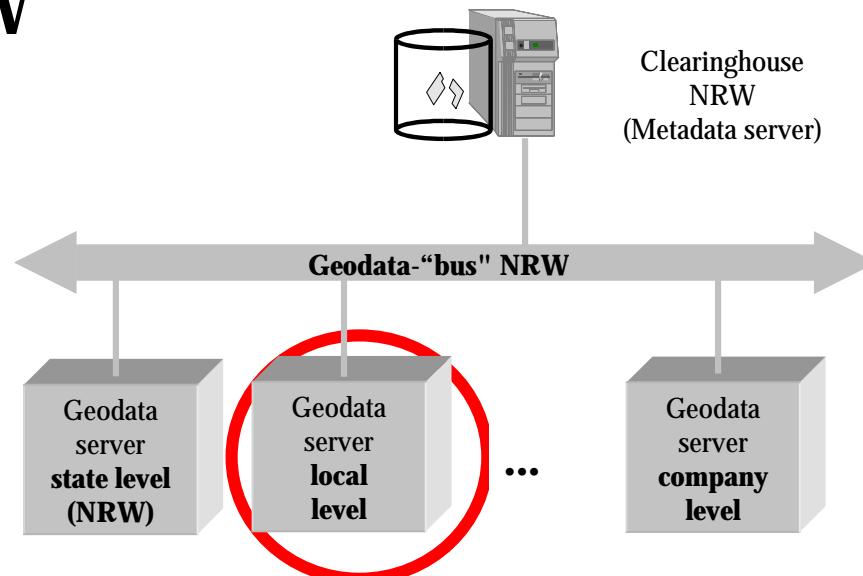 Clearinghouse
NRW
(Metadata server)
Geodata-“bus" NRW
Geodata
server
state level
(NRW)
Geodata
server
local
level
...
Geodata
server
company
level